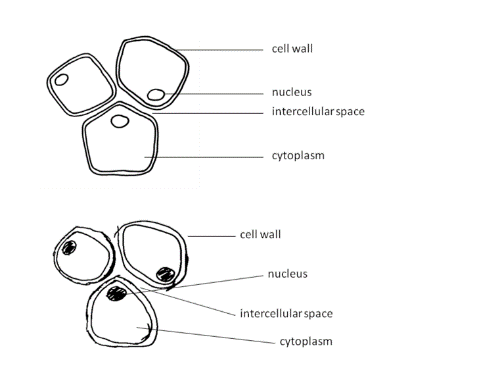 cell wall
nucleus
intercellular space
cytoplasm
cell wall
nucleus
intercellular space
cytoplasm